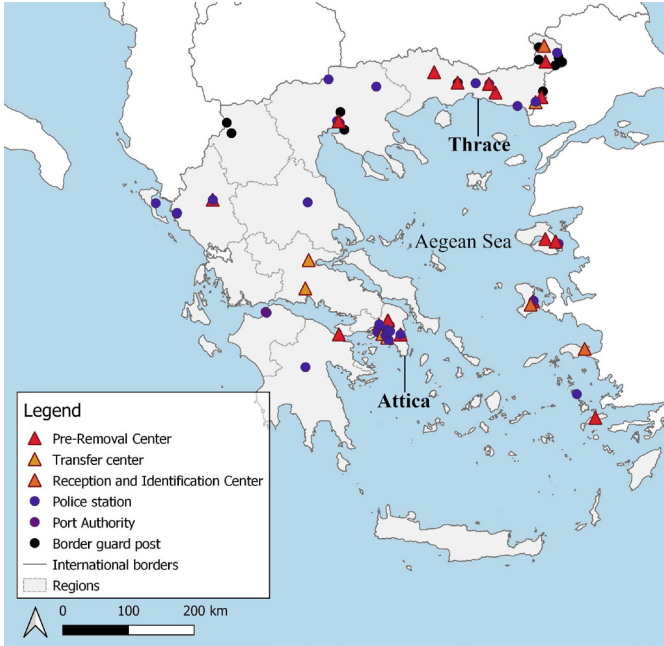 Thrace
Aegean Sea
Attica
Legend
Pre-Removal Center
Transfer center
Reception and Identification Center
Police station
Port Authority
Border guard post
International borders
Regions
0 100 200 km